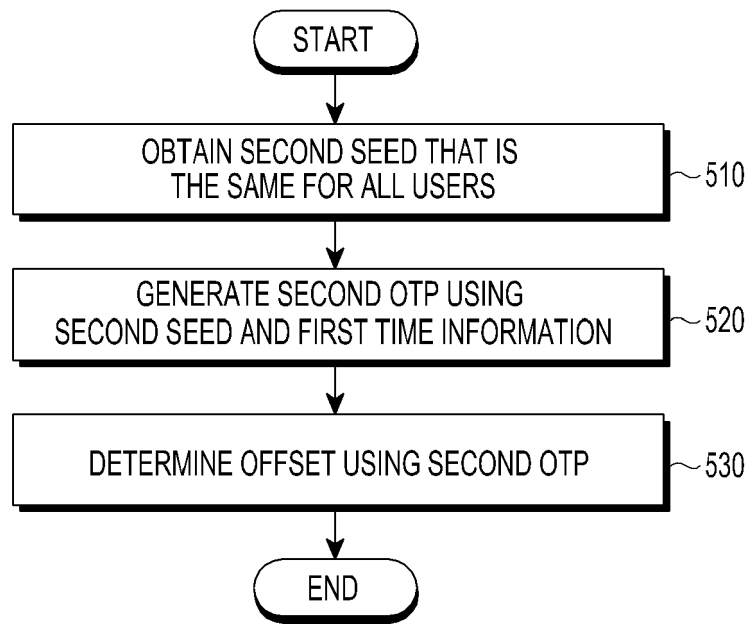 START
OBTAIN SECOND SEED THAT IS
THE SAME FOR ALL USERS
510
GENERATE SECOND OTP USING
SECOND SEED AND FIRST TIME INFORMATION
520
DETERMINE OFFSET USING SECOND OTP
530
END